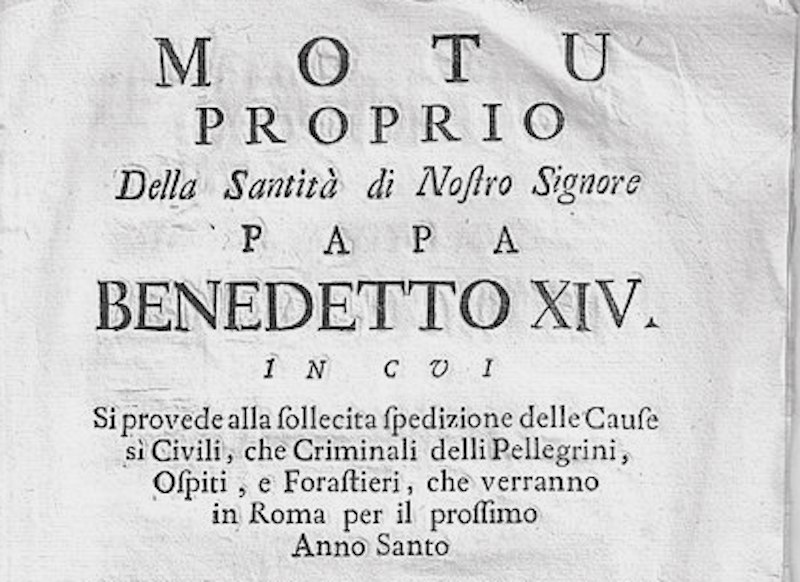 MOTU
PROPRIO
Della Santità di Noſtro Signore
PAPA
BENEDETTO XIV.
IN CVI
Si provede alla ſollecita ſpedizione delle Cauſe
sì Civili, che Criminali delli Pellegrini,
Oſpiti, e Foraſtieri, che verranno
in Roma per il proſſimo
Anno Santo